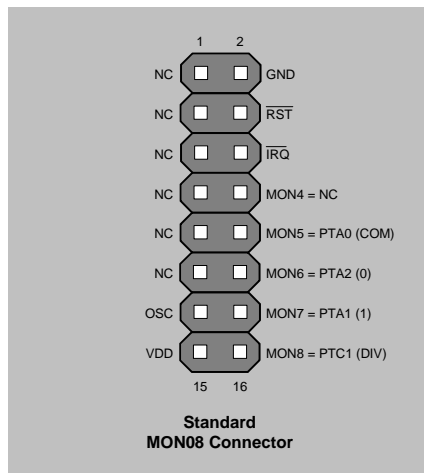 1 2
NC GND
NC RST
NC IRQ
NC MON4 = NC
NC MON5 = PTA0 (COM)
NC MON6 = PTA2 (0)
OSC MON7 = PTA1 (1)
VDD MON8 = PTC1 (DIV)
15 16
Standard
MON08 Connector